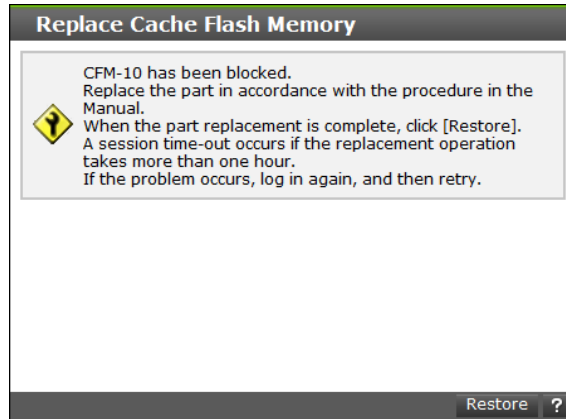 Replace Cache Flash Memory
CFM-10 has been blocked.
Replace the part in accordance with the procedure in the
Manual.
When the part replacement is complete, click [Restore].
A session time-out occurs if the replacement operation
takes more than one hour.
If the problem occurs, log in again, and then retry.
Restore ?